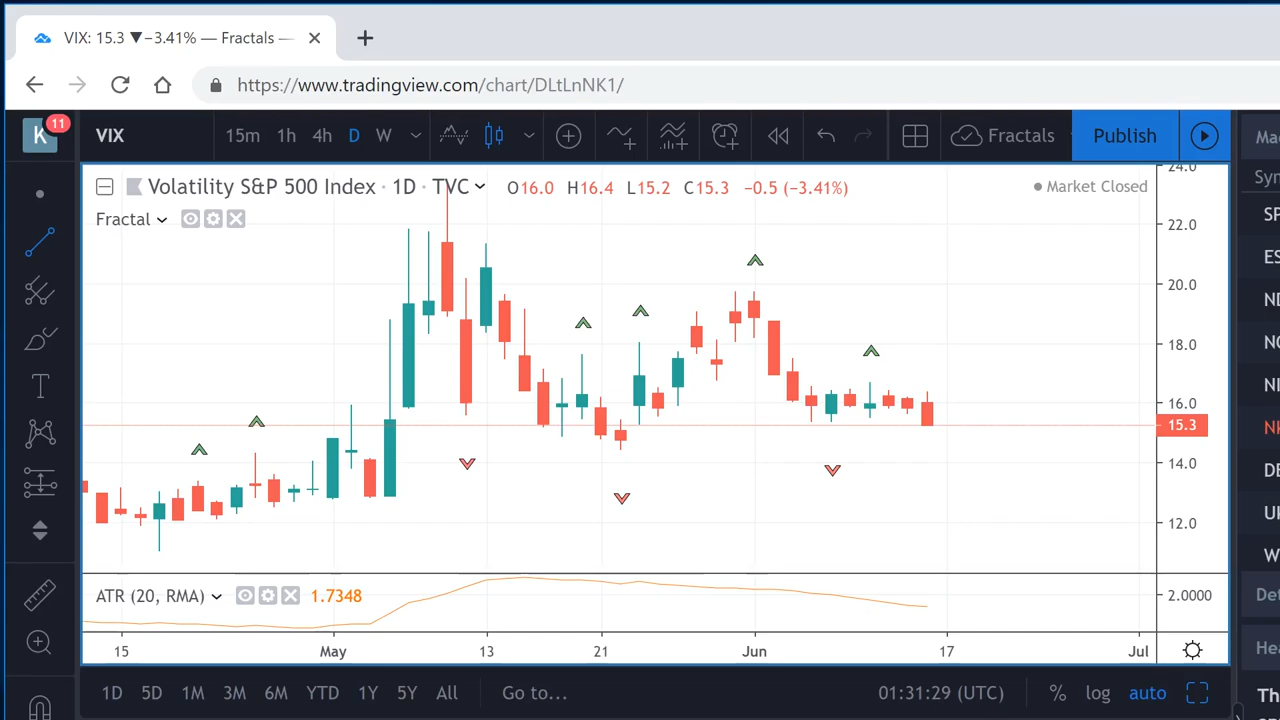 VIX: 15.3 ▼−3.41% — Fractals —
https://www.tradingview.com/chart/DLtLnNK1/
K 11
VIX 15m 1h 4h D W Fractals Publish
Volatility S&P 500 Index · 1D · TVC O16.0 H16.4 L15.2 C15.3 −0.5 (−3.41%) Market Closed
Fractal
24.0
22.0
20.0
18.0
16.0
15.3
14.0
12.0
ATR (20, RMA) 1.7348 2.0000
15 May 13 21 Jun 17 Jul
1D 5D 1M 3M 6M YTD 1Y 5Y All Go to... 01:31:29 (UTC) % log auto